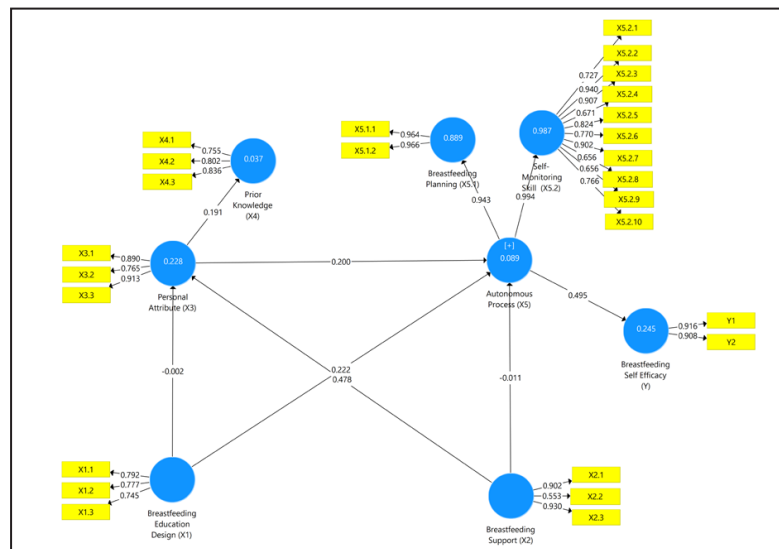 X5.2.1
X5.2.2
X5.2.3
X5.2.4
X5.2.5
X5.2.6
X5.2.7
X5.2.8
X5.2.9
X5.2.10
0.727
0.940
0.907
0.671
0.824
0.770
0.902
0.656
0.656
0.766
0.987
Self-
Monitoring
Skill (X5.2)
X5.1.1
X5.1.2
0.964
0.966
0.889
Breastfeeding
Planning (X5.1)
X4.1
X4.2
X4.3
0.755
0.802
0.836
0.037
Prior
Knowledge
(X4)
0.191
0.943
0.994
X3.1
X3.2
X3.3
0.890
0.765
0.913
0.228
Personal
Attribute (X3)
0.200
[+]
0.089
Autonomous
Process (X5)
0.495
0.245
Breastfeeding
Self Efficacy
(Y)
0.916
0.908
Y1
Y2
-0.002
0.222
0.478
-0.011
X1.1
X1.2
X1.3
0.792
0.777
0.745
Breastfeeding
Education
Design (X1)
Breastfeeding
Support (X2)
0.902
0.553
0.930
X2.1
X2.2
X2.3